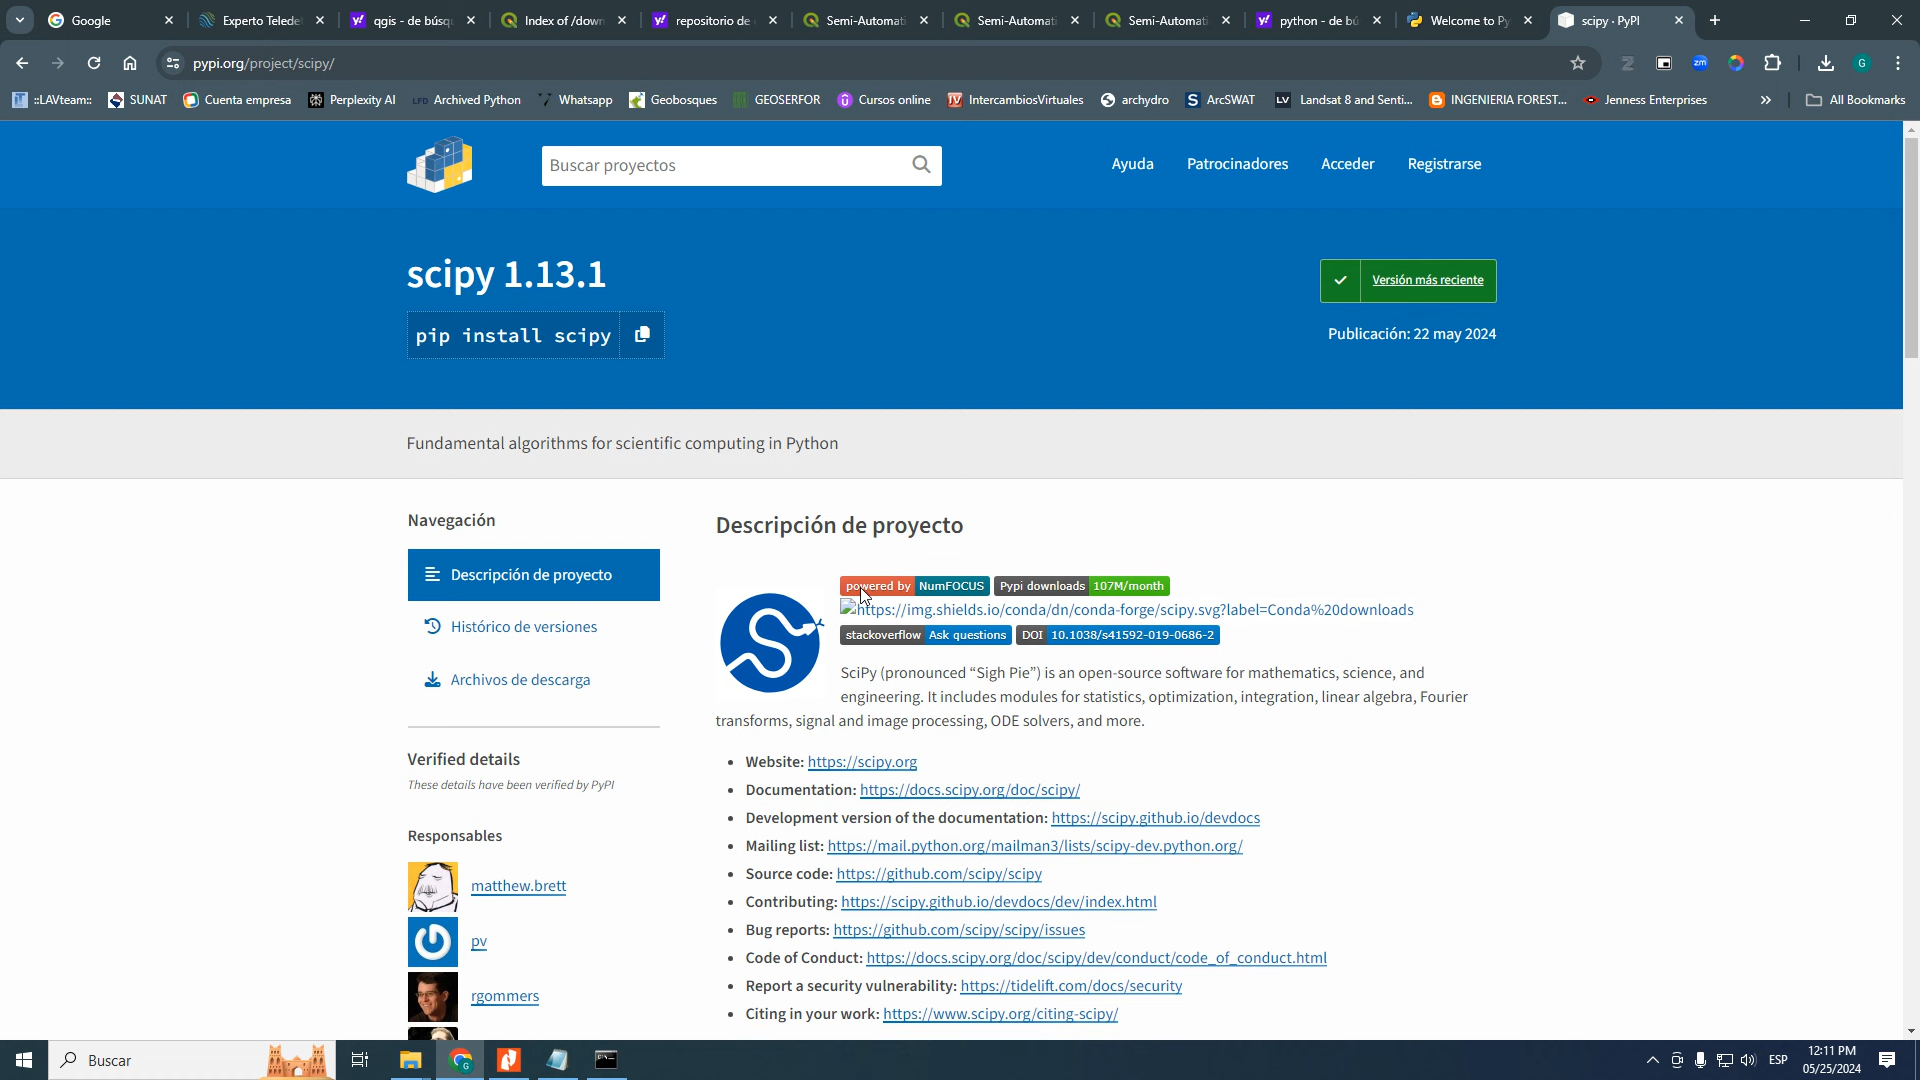 Google
Experto Teledet
qgis - de búsqu
Index of /down
repositorio de
Semi-Automati
Semi-Automati
Semi-Automati
python - de bú
Welcome to Py
scipy · PyPI
pypi.org/project/scipy/
::LAVteam::
SUNAT
Cuenta empresa
Perplexity AI
LFD Archived Python
Whatsapp
Geobosques
GEOSERFOR
Cursos online
IntercambiosVirtuales
archydro
ArcSWAT
LV Landsat 8 and Senti...
INGENIERIA FOREST...
Jenness Enterprises
All Bookmarks
Buscar proyectos
Ayuda
Patrocinadores
Acceder
Registrarse
scipy 1.13.1
pip install scipy
Versión más reciente
Publicación: 22 may 2024
Fundamental algorithms for scientific computing in Python
Navegación
Descripción de proyecto
Histórico de versiones
Archivos de descarga
Verified details
These details have been verified by PyPI
Responsables
matthew.brett
pv
rgommers
Descripción de proyecto
powered by NumFOCUS Pypi downloads 107M/month
https://img.shields.io/conda/dn/conda-forge/scipy.svg?label=Conda%20downloads
stackoverflow Ask questions DOI 10.1038/s41592-019-0686-2
SciPy (pronounced “Sigh Pie”) is an open-source software for mathematics, science, and
engineering. It includes modules for statistics, optimization, integration, linear algebra, Fourier
transforms, signal and image processing, ODE solvers, and more.
Website: https://scipy.org
Documentation: https://docs.scipy.org/doc/scipy/
Development version of the documentation: https://scipy.github.io/devdocs
Mailing list: https://mail.python.org/mailman3/lists/scipy-dev.python.org/
Source code: https://github.com/scipy/scipy
Contributing: https://scipy.github.io/devdocs/dev/index.html
Bug reports: https://github.com/scipy/scipy/issues
Code of Conduct: https://docs.scipy.org/doc/scipy/dev/conduct/code_of_conduct.html
Report a security vulnerability: https://tidelift.com/docs/security
Citing in your work: https://www.scipy.org/citing-scipy/
Buscar
ESP
12:11 PM
05/25/2024